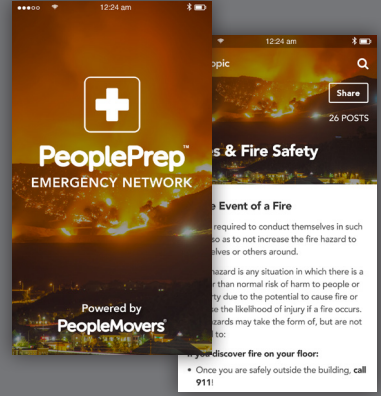 12:24 am
PeoplePrep™
EMERGENCY NETWORK
Powered by
PeopleMovers®
12:24 am
opic
Share
26 POSTS
s & Fire Safety
e Event of a Fire
required to conduct themselves in such
so as to not increase the fire hazard to
elves or others around.
hazard is any situation in which there is a
r than normal risk of harm to people or
rty due to the potential to cause fire or
se the likelihood of injury if a fire occurs.
zards may take the form of, but are not
d to:
If you discover fire on your floor:
• Once you are safely outside the building, call
911!